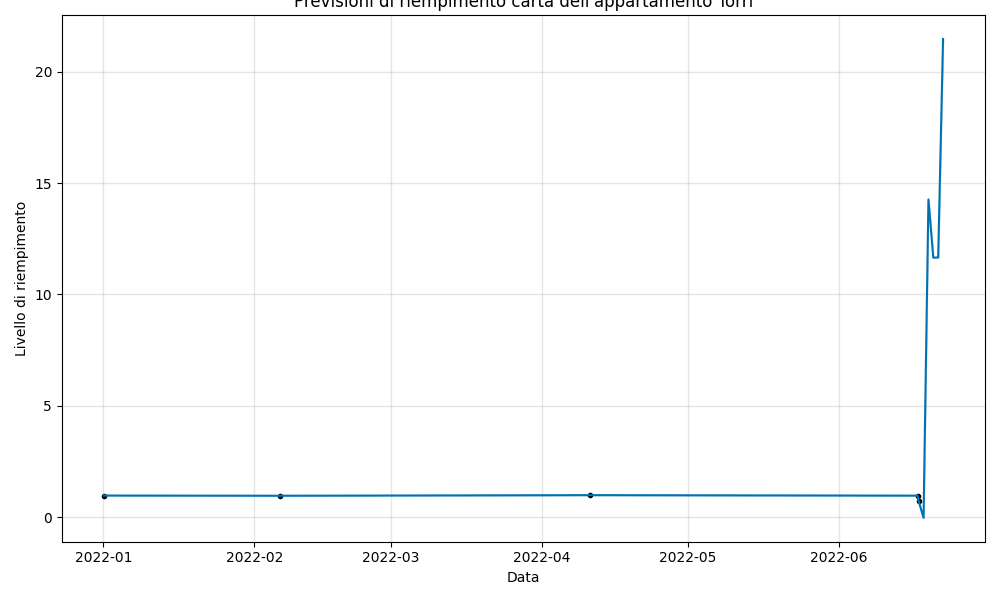 Previsioni di riempimento carta dell'appartamento Torri
20
15
10
5
0
Livello di riempimento
2022-01 2022-02 2022-03 2022-04 2022-05 2022-06
Data